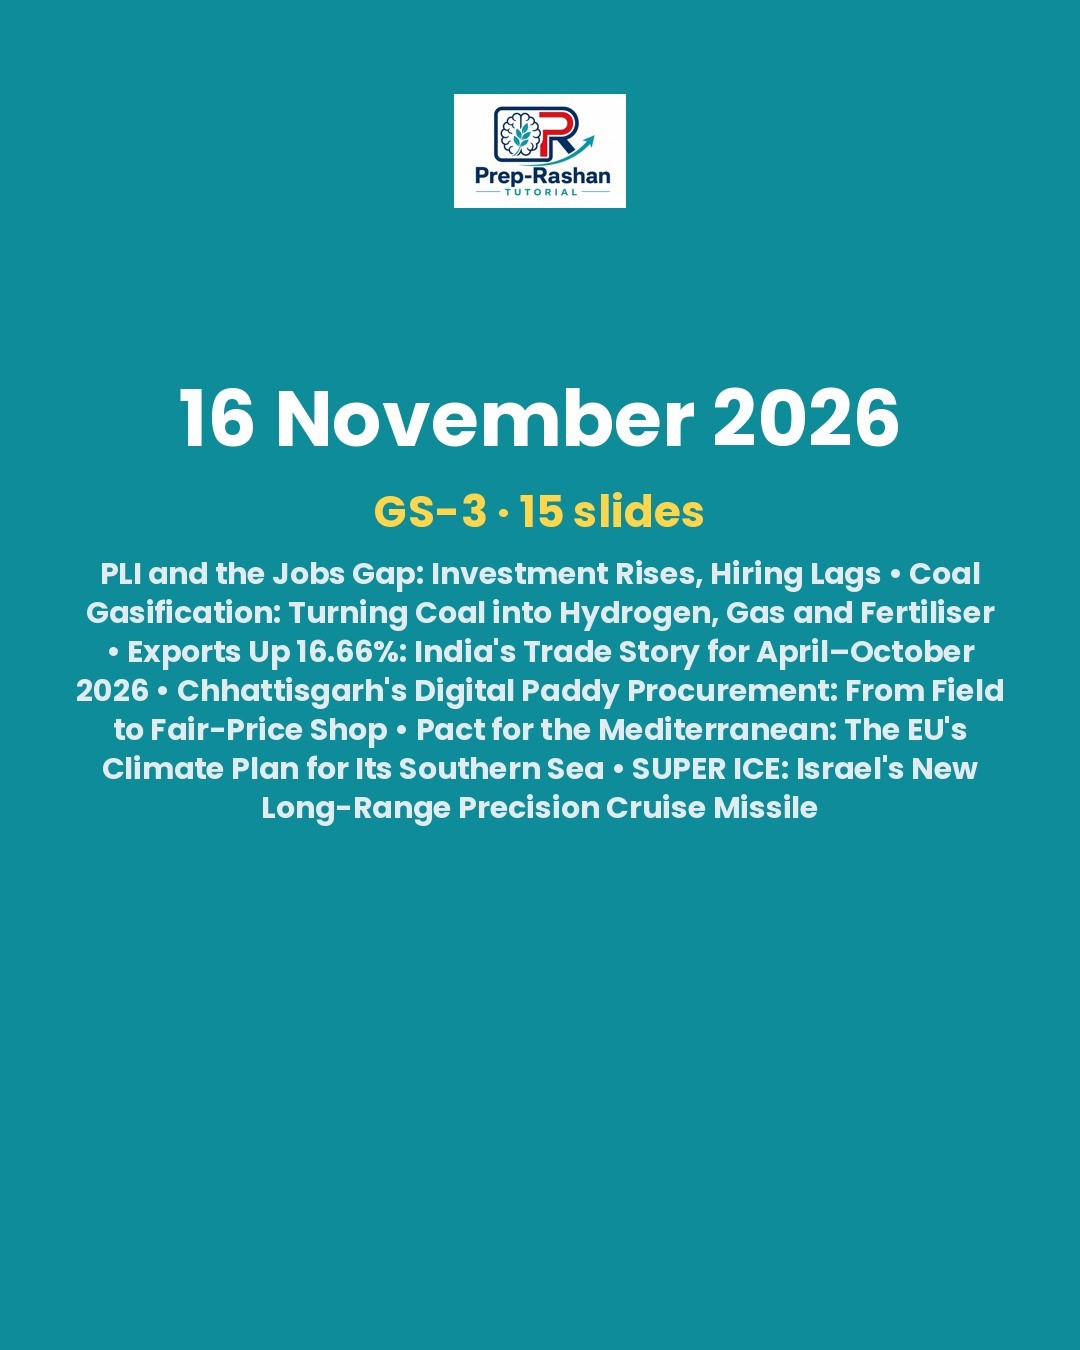 PR
Prep-Rashan
TUTORIAL
16 November 2026
GS-3 · 15 slides
PLI and the Jobs Gap: Investment Rises, Hiring Lags • Coal
Gasification: Turning Coal into Hydrogen, Gas and Fertiliser
• Exports Up 16.66%: India's Trade Story for April–October
2026 • Chhattisgarh's Digital Paddy Procurement: From Field
to Fair-Price Shop • Pact for the Mediterranean: The EU's
Climate Plan for Its Southern Sea • SUPER ICE: Israel's New
Long-Range Precision Cruise Missile